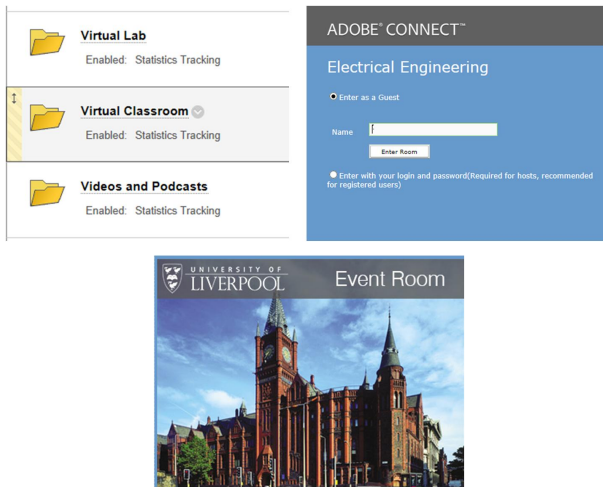 Virtual Lab
Enabled: Statistics Tracking
Virtual Classroom
Enabled: Statistics Tracking
Videos and Podcasts
Enabled: Statistics Tracking
ADOBE® CONNECT™
Electrical Engineering
Enter as a Guest
Name
Enter Room
Enter with your login and password(Required for hosts, recommended
for registered users)
UNIVERSITY OF
LIVERPOOL
Event Room